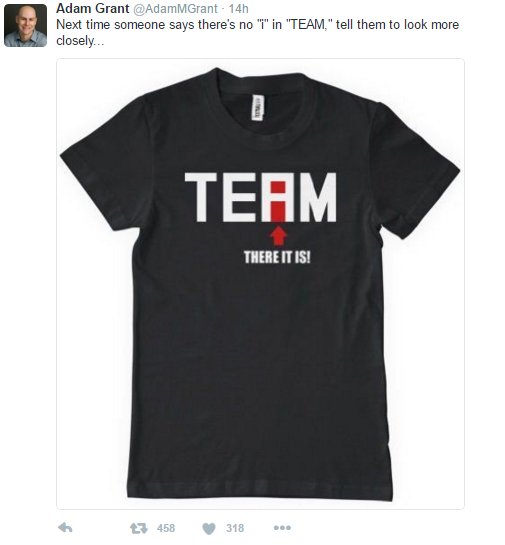 Adam Grant @AdamMGrant · 14h
Next time someone says there's no "i" in "TEAM," tell them to look more
closely...
TOTALLY
TEAM
THERE IT IS!
458 318